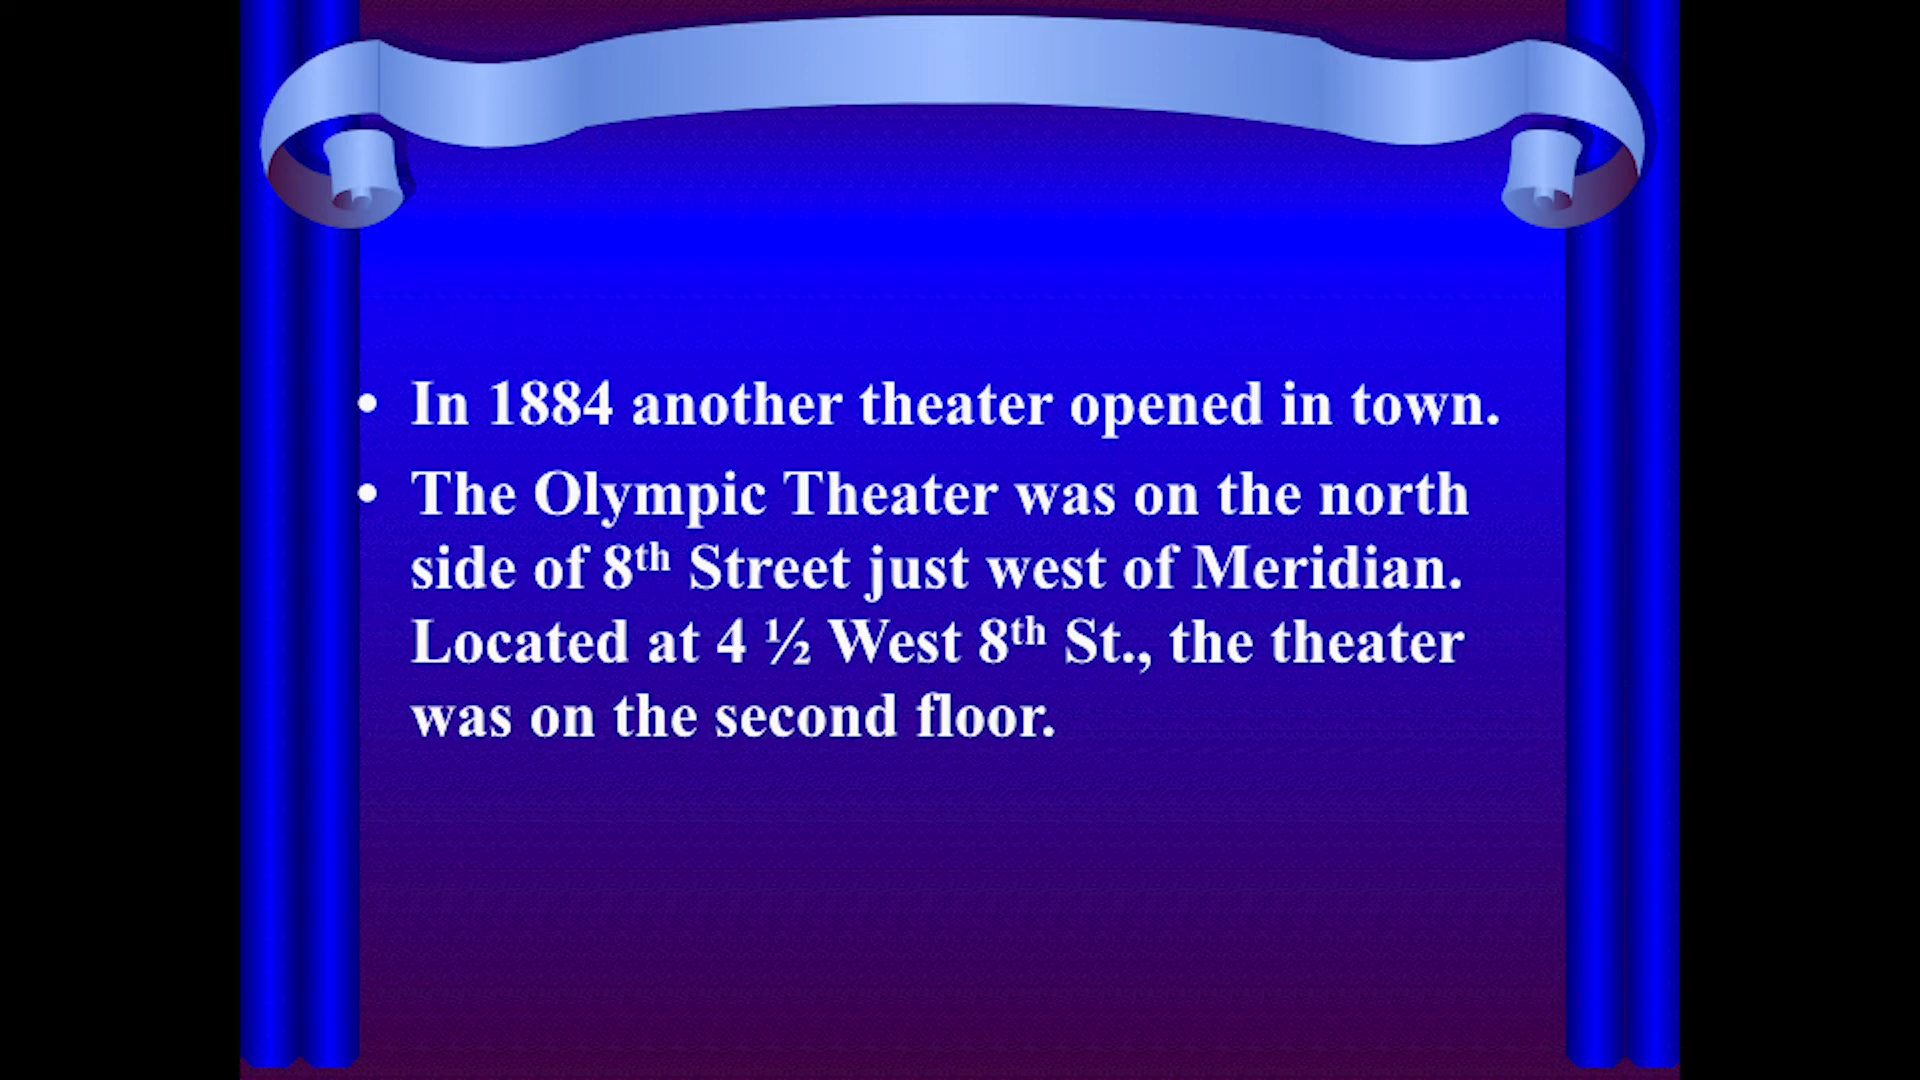 • In 1884 another theater opened in town.
• The Olympic Theater was on the north
side of 8th Street just west of Meridian.
Located at 4 ½ West 8th St., the theater
was on the second floor.